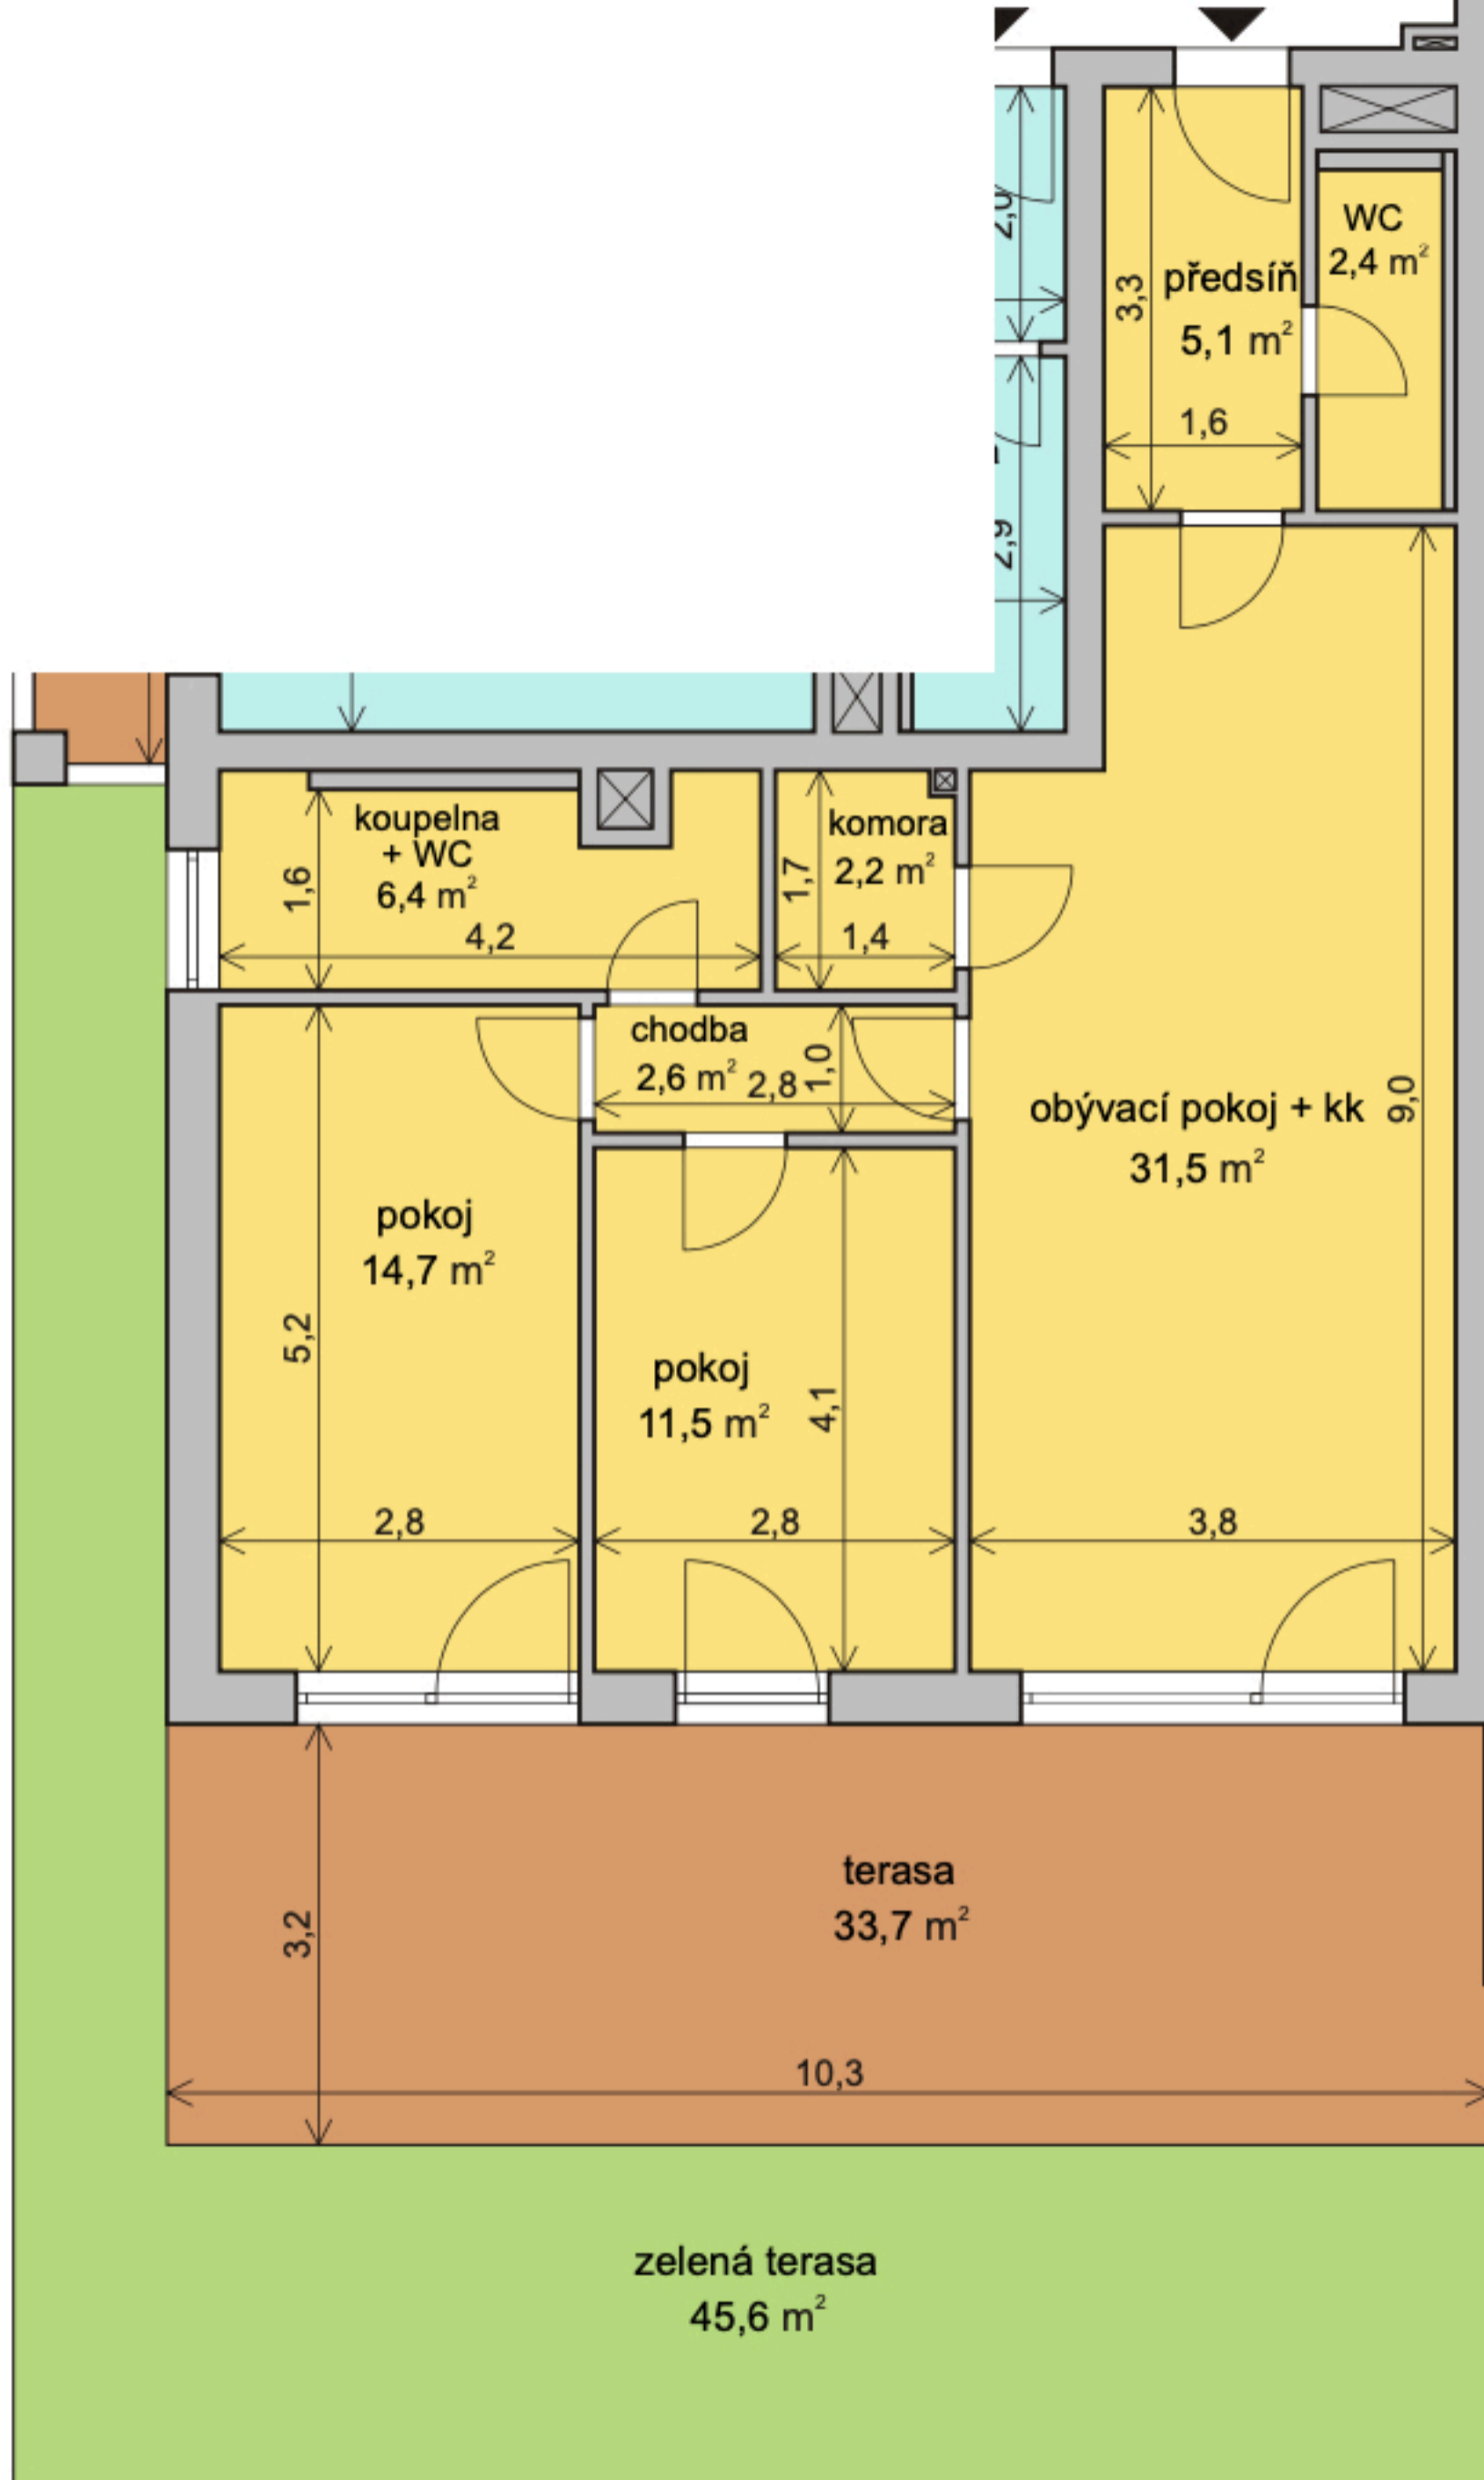 WC
2,4 m²
předsíň
5,1 m²
3,3
1,6
2,9
koupelna
+ WC
6,4 m²
1,6
4,2
komora
2,2 m²
1,7
1,4
chodba
2,6 m²
2,8
1,0
obývací pokoj + kk
31,5 m²
9,0
3,8
pokoj
14,7 m²
5,2
2,8
pokoj
11,5 m²
4,1
2,8
terasa
33,7 m²
3,2
10,3
zelená terasa
45,6 m²